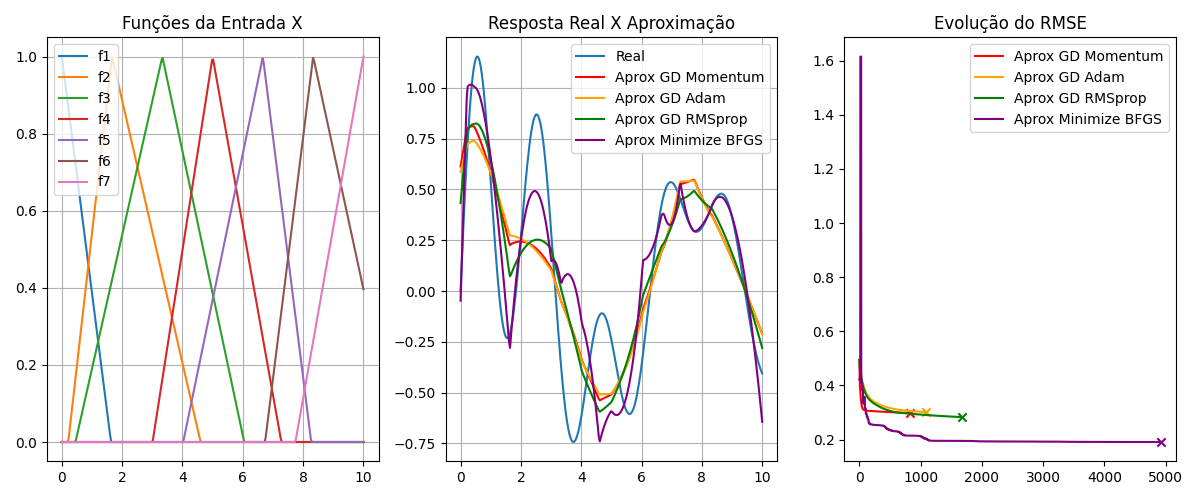 Funções da Entrada X
1.0
0.8
0.6
0.4
0.2
0.0
0 2 4 6 8 10
f1
f2
f3
f4
f5
f6
f7
Resposta Real X Aproximação
1.00
0.75
0.50
0.25
0.00
−0.25
−0.50
−0.75
0 2 4 6 8 10
Real
Aprox GD Momentum
Aprox GD Adam
Aprox GD RMSprop
Aprox Minimize BFGS
Evolução do RMSE
1.6
1.4
1.2
1.0
0.8
0.6
0.4
0.2
0 1000 2000 3000 4000 5000
Aprox GD Momentum
Aprox GD Adam
Aprox GD RMSprop
Aprox Minimize BFGS